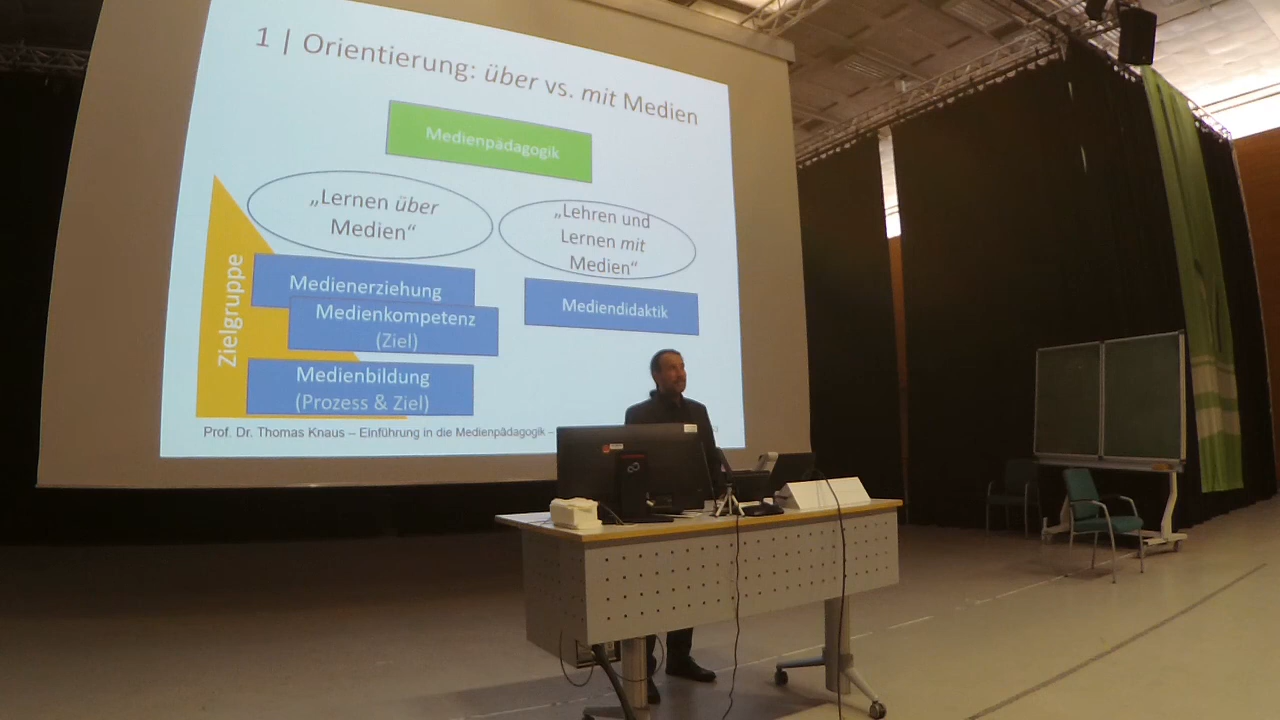 1 | Orientierung: über vs. mit Medien
Medienpädagogik
„Lernen über
Medien“
„Lehren und
Lernen mit
Medien“
Zielgruppe
Medienerziehung
Medienkompetenz
(Ziel)
Mediendidaktik
Medienbildung
(Prozess & Ziel)
Prof. Dr. Thomas Knaus – Einführung in die Medienpädagogik –